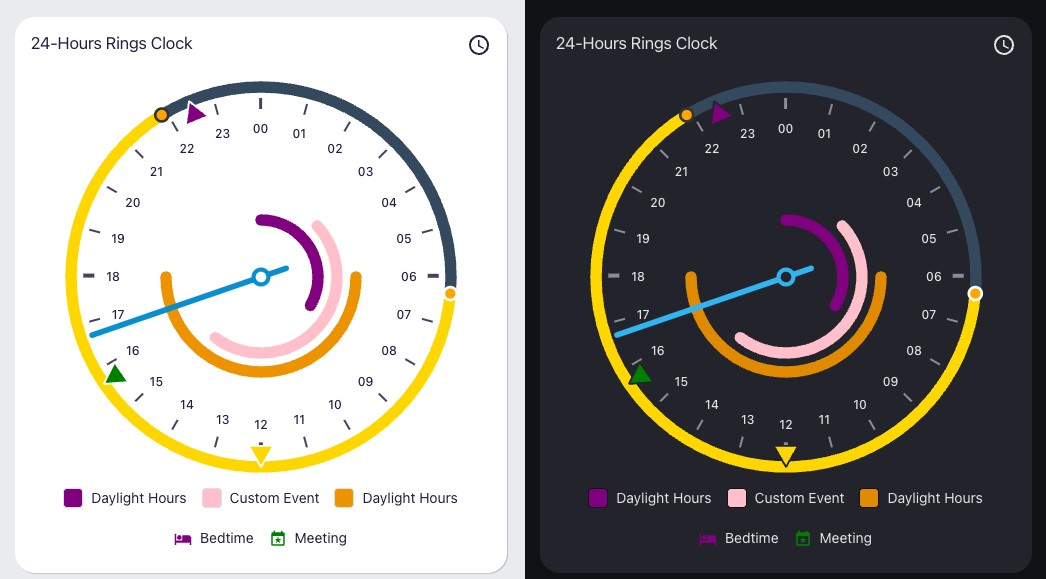 24-Hours Rings Clock
23 00 01
22 02
21 03
20 04
19 05
18 06
17 07
16 08
15 09
14 10
13 12 11
Daylight Hours Custom Event Daylight Hours
Bedtime Meeting
24-Hours Rings Clock
23 00 01
22 02
21 03
20 04
19 05
18 06
17 07
16 08
15 09
14 10
13 12 11
Daylight Hours Custom Event Daylight Hours
Bedtime Meeting